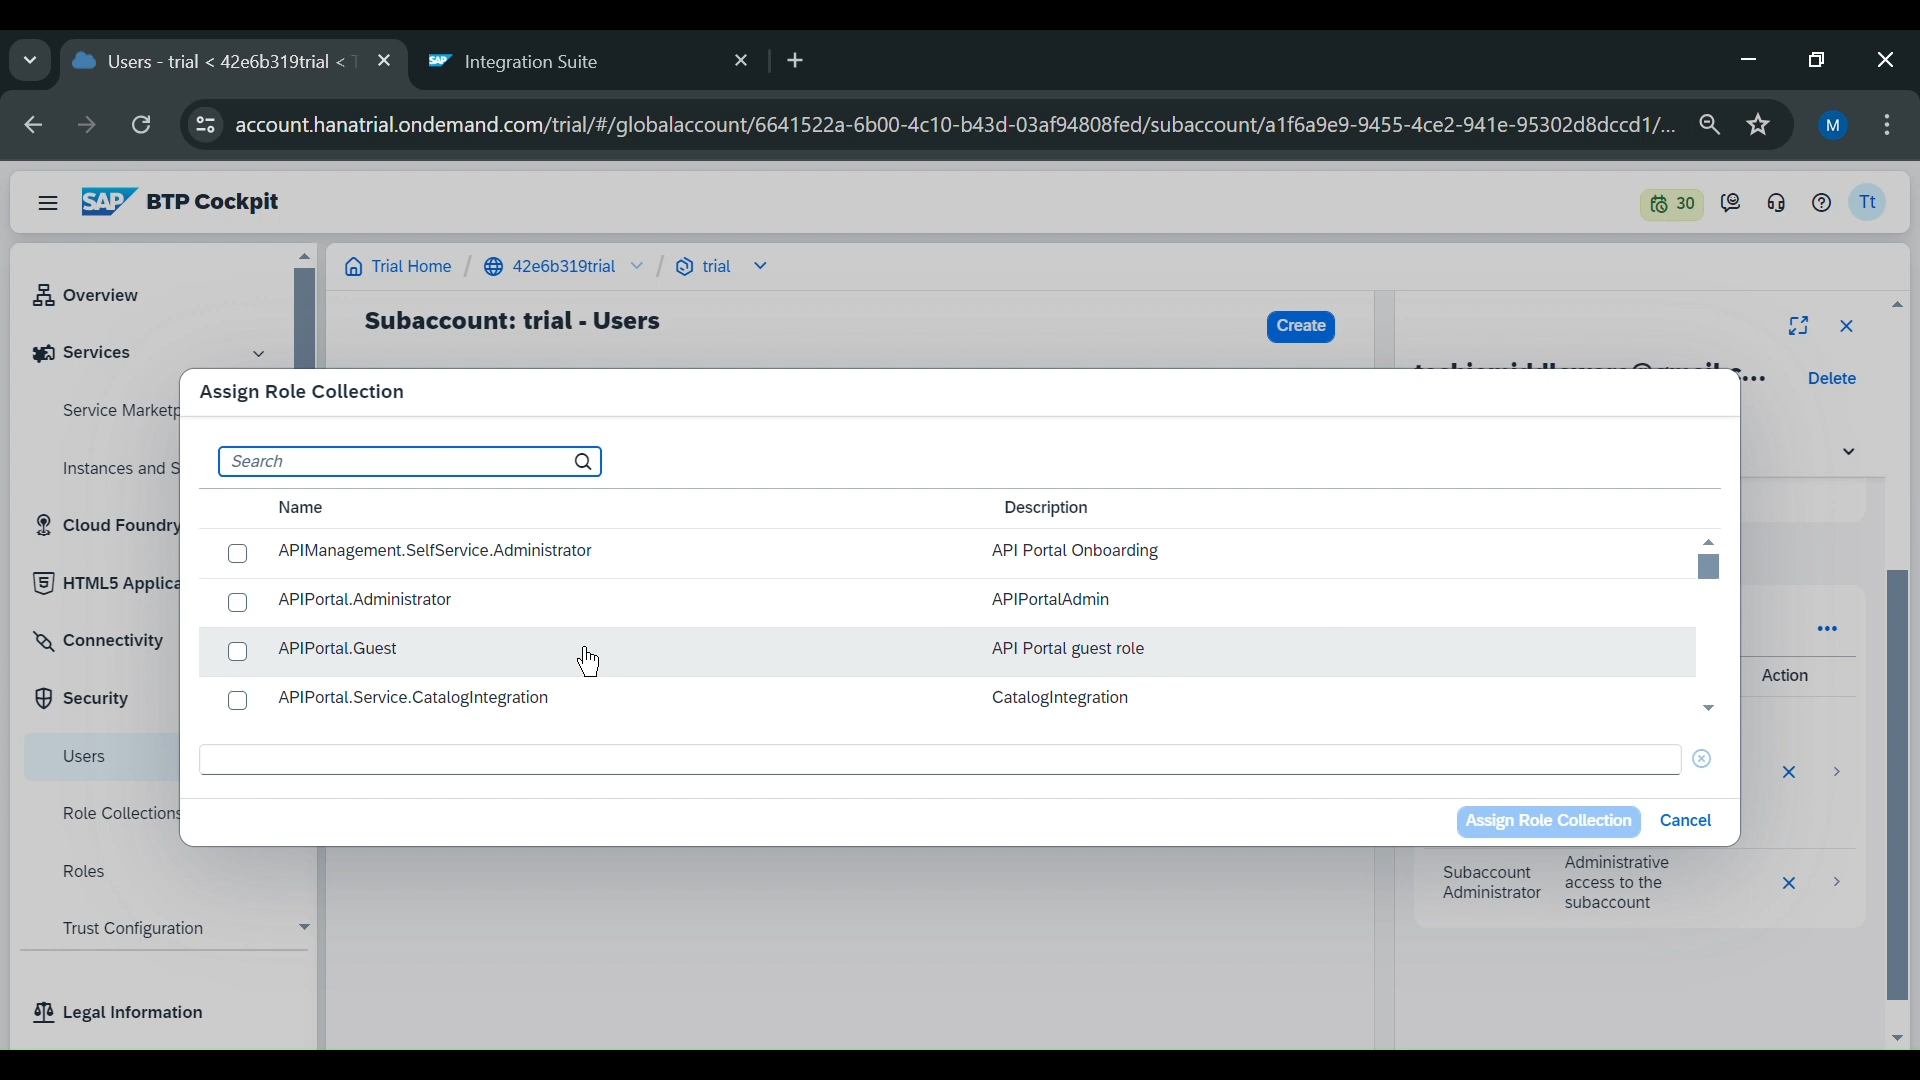 Users - trial < 42e6b319trial <
Integration Suite
account.hanatrial.ondemand.com/trial/#/globalaccount/6641522a-6b00-4c10-b43d-03af94808fed/subaccount/a1f6a9e9-9455-4ce2-941e-95302d8dccd1/...
M
SAP BTP Cockpit
30
Tt
Overview
Services
Service Marketp
Instances and S
Cloud Foundry
HTML5 Applica
Connectivity
Security
Users
Role Collections
Roles
Trust Configuration
Legal Information
Trial Home / 42e6b319trial / trial
Subaccount: trial - Users
Create
Delete
Assign Role Collection
Search
Name Description
APIManagement.SelfService.Administrator API Portal Onboarding
APIPortal.Administrator APIPortalAdmin
APIPortal.Guest API Portal guest role
APIPortal.Service.CatalogIntegration CatalogIntegration
Assign Role Collection Cancel
Action
Subaccount Administrator
Administrative access to the subaccount